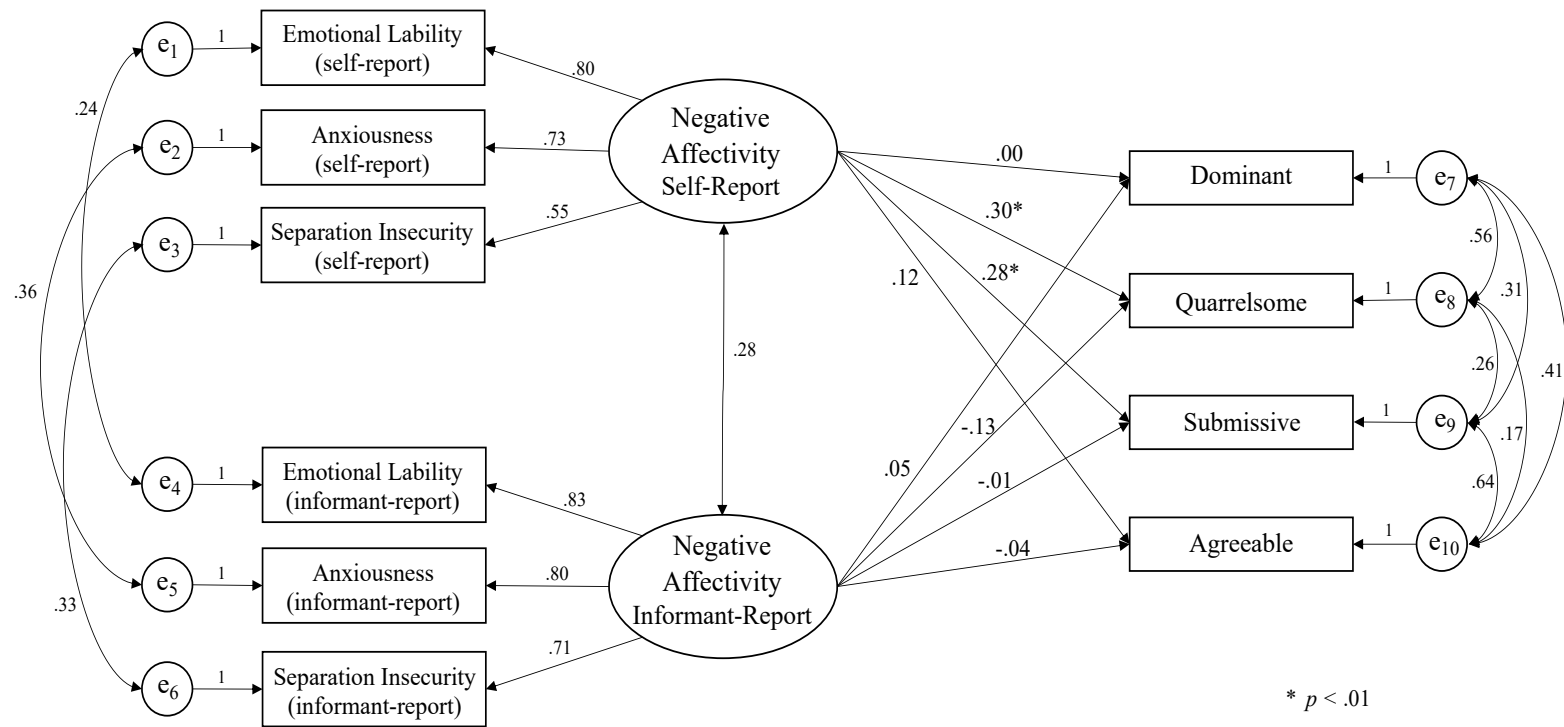 e1
1
Emotional Lability
(self-report)
.80
.24
e2
1
Anxiousness
(self-report)
.73
Negative
Affectivity
Self-Report
.55
e3
1
Separation Insecurity
(self-report)
.36
.33
.28
e4
1
Emotional Lability
(informant-report)
.83
e5
1
Anxiousness
(informant-report)
.80
Negative
Affectivity
Informant-Report
.71
e6
1
Separation Insecurity
(informant-report)
.00
.30*
.28*
.12
.05
-.13
-.01
-.04
Dominant
1
e7
Quarrelsome
1
e8
Submissive
1
e9
Agreeable
1
e10
.56
.31
.26
.41
.17
.64
* p < .01